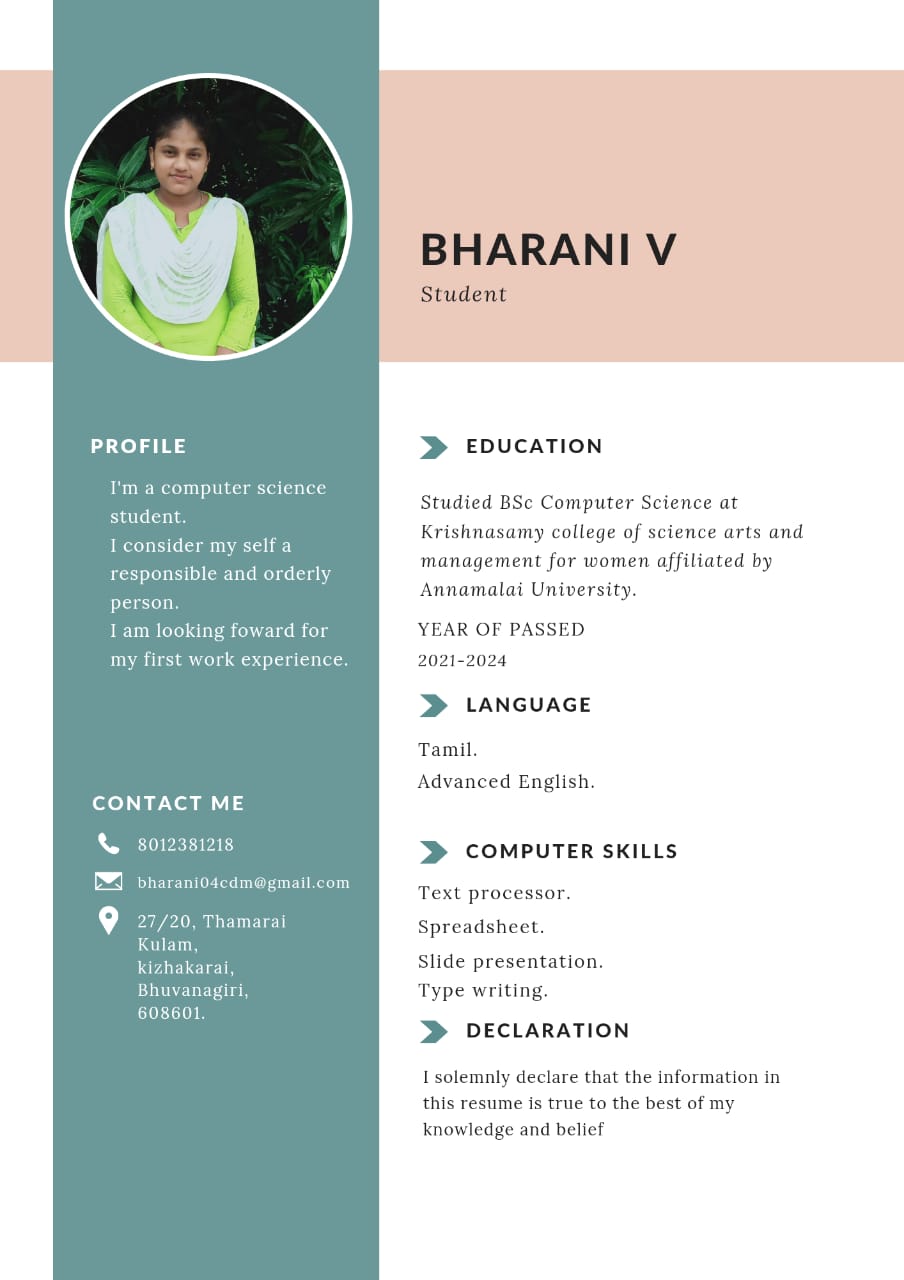 BHARANI V
Student
PROFILE
I'm a computer science
student.
I consider my self a
responsible and orderly
person.
I am looking foward for
my first work experience.
CONTACT ME
8012381218
bharani04cdm@gmail.com
27/20, Thamarai
Kulam,
kizhakarai,
Bhuvanagiri,
608601.
EDUCATION
Studied BSc Computer Science at
Krishnasamy college of science arts and
management for women affiliated by
Annamalai University.
YEAR OF PASSED
2021-2024
LANGUAGE
Tamil.
Advanced English.
COMPUTER SKILLS
Text processor.
Spreadsheet.
Slide presentation.
Type writing.
DECLARATION
I solemnly declare that the information in
this resume is true to the best of my
knowledge and belief